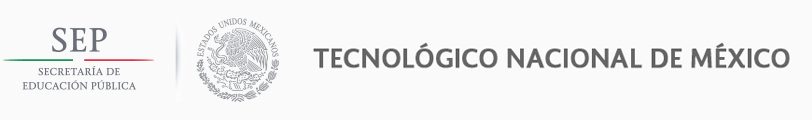 SEP
SECRETARÍA DE
EDUCACIÓN PÚBLICA
ESTADOS UNIDOS MEXICANOS
TECNOLÓGICO NACIONAL DE MÉXICO